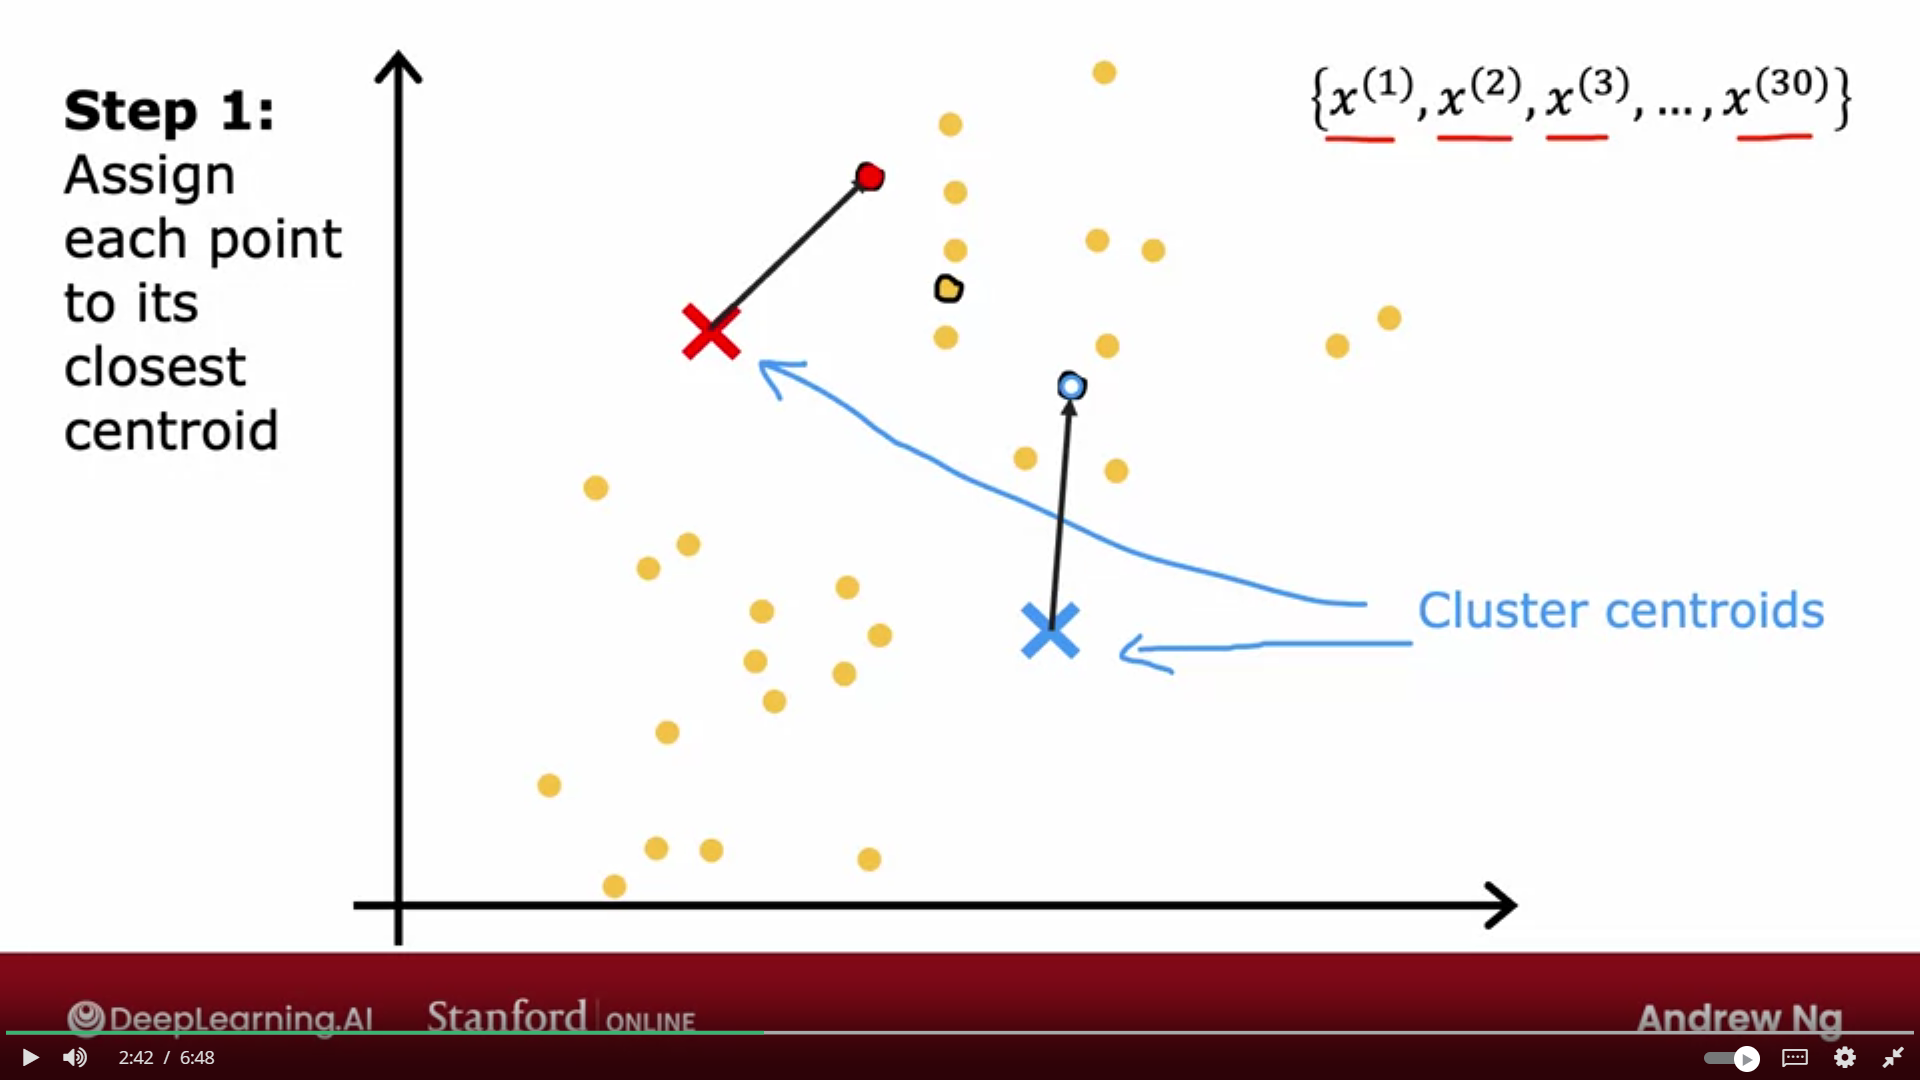 Step 1:
Assign
each point
to its
closest
centroid
{x^(1), x^(2), x^(3), ..., x^(30)}
Cluster centroids
DeepLearning.AI
Stanford | ONLINE
Andrew Ng
2:42 / 6:48